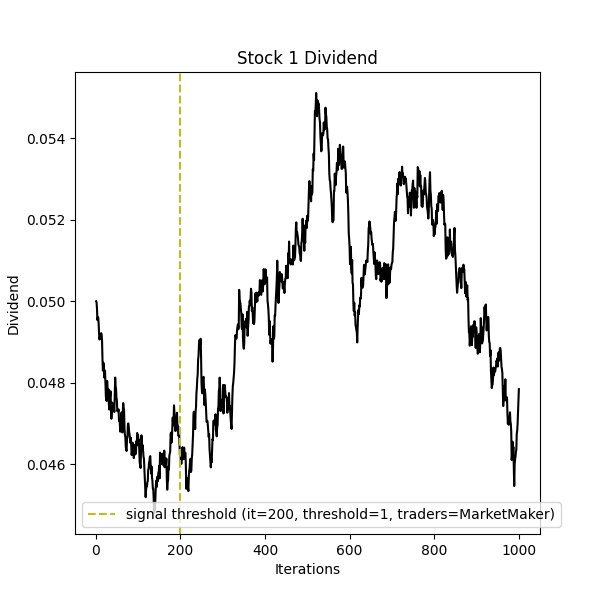 Stock 1 Dividend
Dividend
0.054
0.052
0.050
0.048
0.046
signal threshold (it=200, threshold=1, traders=MarketMaker)
0 200 400 600 800 1000
Iterations